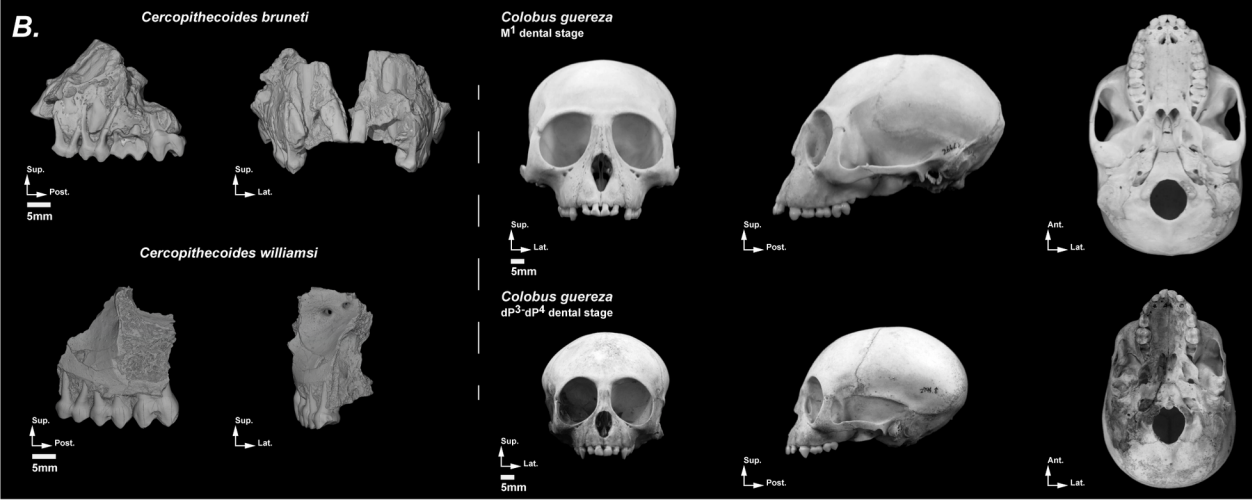 B.
Cercopithecoides bruneti
Sup.
Post.
5mm
Sup.
Lat.
Cercopithecoides williamsi
Sup.
Post.
5mm
Sup.
Lat.
Colobus guereza
M1 dental stage
Sup.
Lat.
5mm
Sup.
Post.
Ant.
Lat.
Colobus guereza
dP3-dP4 dental stage
Sup.
Lat.
5mm
Sup.
Post.
Ant.
Lat.